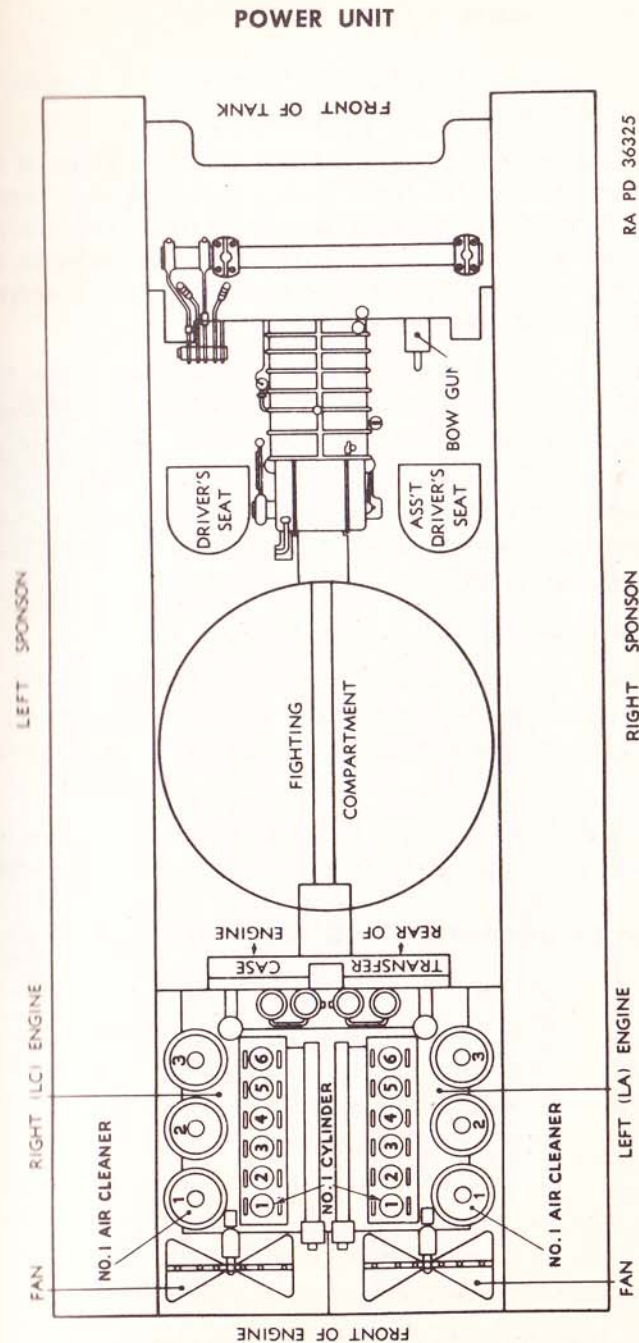 POWER UNIT
FRONT OF TANK
RA PD 36325
BOW GUN
DRIVER'S
SEAT
ASS'T
DRIVER'S
SEAT
LEFT SPONSON
RIGHT SPONSON
FIGHTING
COMPARTMENT
REAR OF
ENGINE
TRANSFER
CASE
RIGHT (LC) ENGINE
LEFT (LA) ENGINE
1
2
3
1 2 3 4 5 6
NO. 1 CYLINDER
1 2 3 4 5 6
1
2
3
NO. 1 AIR CLEANER
NO. 1 AIR CLEANER
FAN
FAN
FRONT OF ENGINE